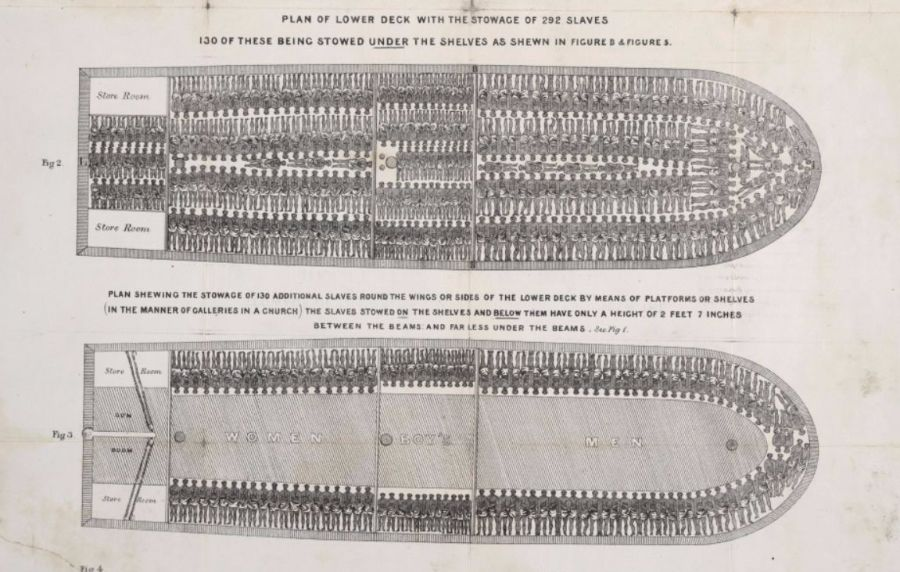 PLAN OF LOWER DECK WITH THE STOWAGE OF 292 SLAVES
130 OF THESE BEING STOWED UNDER THE SHELVES AS SHEWN IN FIGURE D & FIGURE 5.
Store Room
Fig 2.
Store Room
PLAN SHEWING THE STOWAGE OF 130 ADDITIONAL SLAVES ROUND THE WINGS OR SIDES OF THE LOWER DECK BY MEANS OF PLATFORMS OR SHELVES
(IN THE MANNER OF GALLERIES IN A CHURCH) THE SLAVES STOWED ON THE SHELVES AND BELOW THEM HAVE ONLY A HEIGHT OF 2 FEET 7 INCHES
BETWEEN THE BEAMS AND FAR LESS UNDER THE BEAMS. See Fig 1.
Store Room
GUN
Fig 3
WOMEN BOYS MEN
ROOM
Store Room
Fig 4